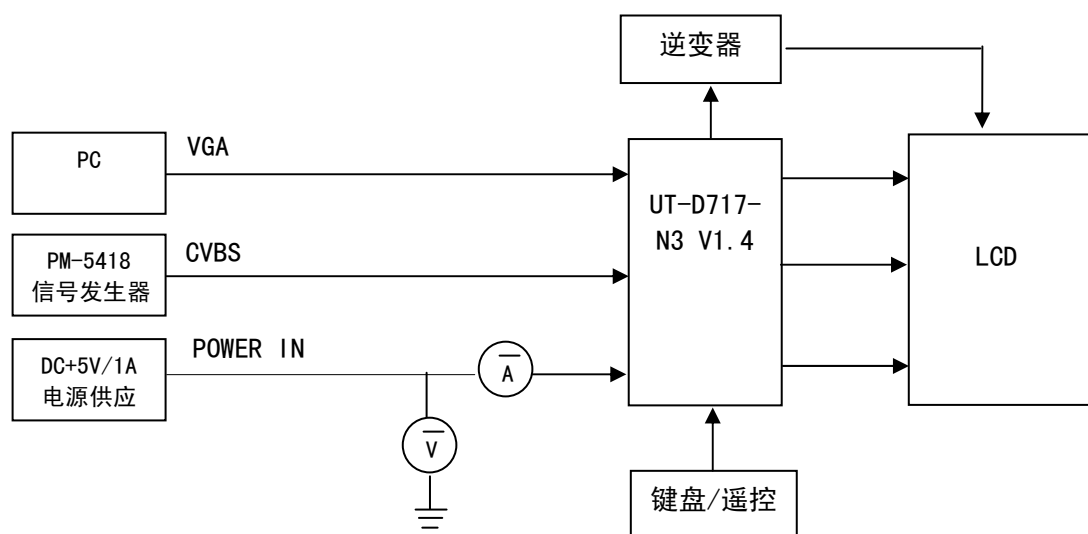 逆变器
PC
VGA
UT-D717-
N3 V1.4
LCD
PM-5418
信号发生器
CVBS
DC+5V/1A
电源供应
POWER IN
A
V
键盘/遥控